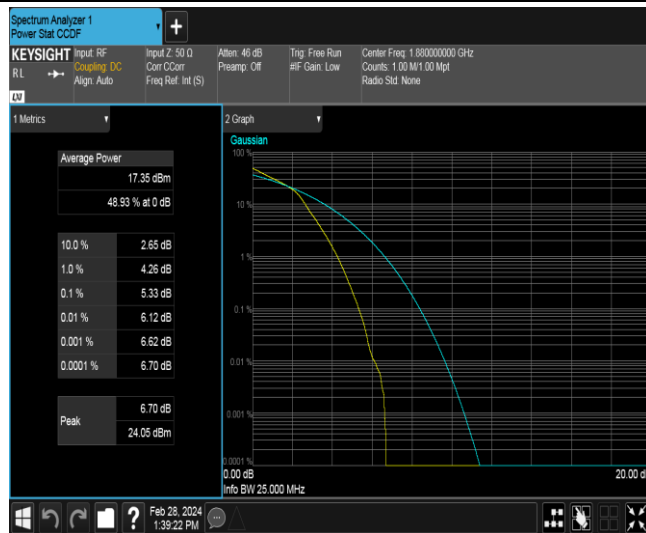 Spectrum Analyzer 1
Power Stat CCDF
KEYSIGHT
RL
Input: RF
Coupling: DC
Align: Auto
Input Z: 50 Ω
Corr CCorr
Freq Ref: Int (S)
Atten: 46 dB
Preamp: Off
Trig: Free Run
#IF Gain: Low
Center Freq: 1.880000000 GHz
Counts: 1.00 M/1.00 Mpt
Radio Std: None
LXI
1 Metrics
Average Power
17.35 dBm
48.93 % at 0 dB
10.0 % 2.65 dB
1.0 % 4.26 dB
0.1 % 5.33 dB
0.01 % 6.12 dB
0.001 % 6.62 dB
0.0001 % 6.70 dB
Peak
6.70 dB
24.05 dBm
2 Graph
Gaussian
100 %
10 %
1 %
0.1 %
0.01 %
0.001 %
0.0001 %
0.00 dB
20.00 d
Info BW 25.000 MHz
?
Feb 28, 2024
1:39:22 PM